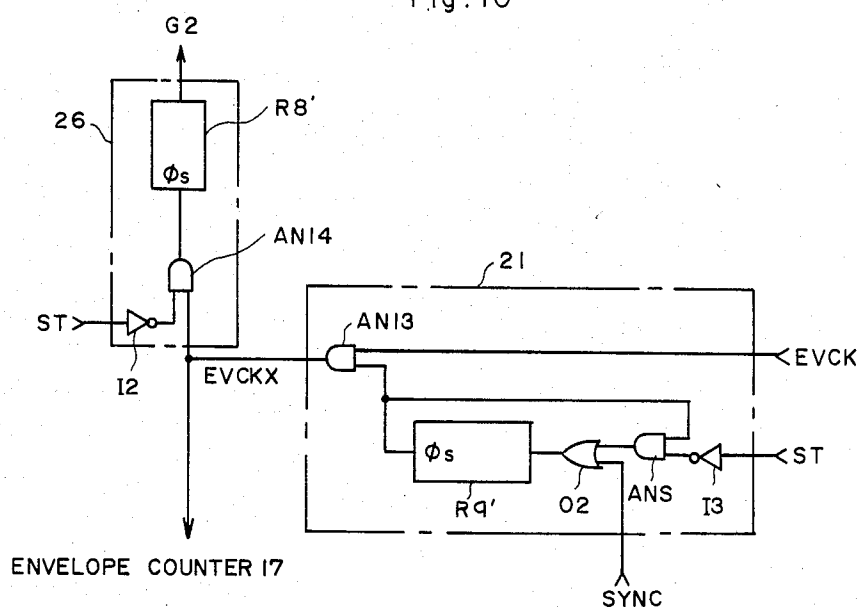 Fig. 10
G2
R8'
26
φs
AN14
21
ST
AN13
I2
EVCKX
EVCK
φs
ST
R9'
O2
ANS
I3
ENVELOPE COUNTER 17
SYNC